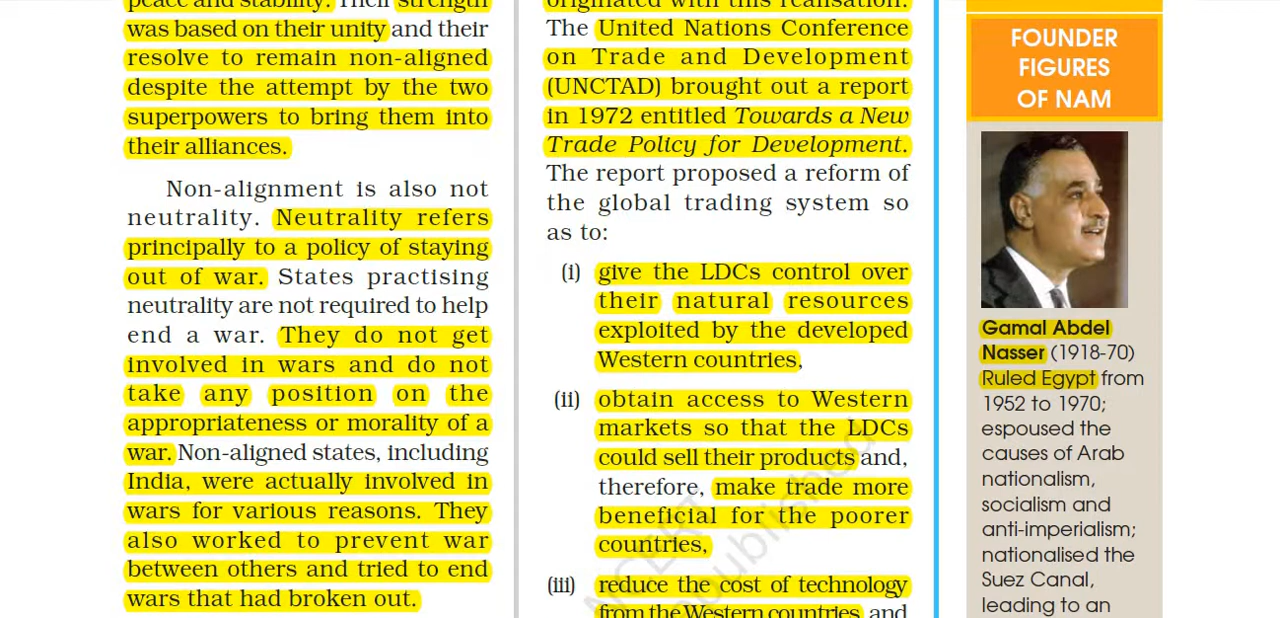 peace and stability. Their strength
was based on their unity and their
resolve to remain non-aligned
despite the attempt by the two
superpowers to bring them into
their alliances.
Non-alignment is also not
neutrality. Neutrality refers
principally to a policy of staying
out of war. States practising
neutrality are not required to help
end a war. They do not get
involved in wars and do not
take any position on the
appropriateness or morality of a
war. Non-aligned states, including
India, were actually involved in
wars for various reasons. They
also worked to prevent war
between others and tried to end
wars that had broken out.
originated with this realisation.
The United Nations Conference
on Trade and Development
(UNCTAD) brought out a report
in 1972 entitled Towards a New
Trade Policy for Development.
The report proposed a reform of
the global trading system so
as to:
(i) give the LDCs control over
their natural resources
exploited by the developed
Western countries,
(ii) obtain access to Western
markets so that the LDCs
could sell their products and,
therefore, make trade more
beneficial for the poorer
countries,
(iii) reduce the cost of technology
from the Western countries and
FOUNDER
FIGURES
OF NAM
Gamal Abdel
Nasser (1918-70)
Ruled Egypt from
1952 to 1970;
espoused the
causes of Arab
nationalism,
socialism and
anti-imperialism;
nationalised the
Suez Canal,
leading to an